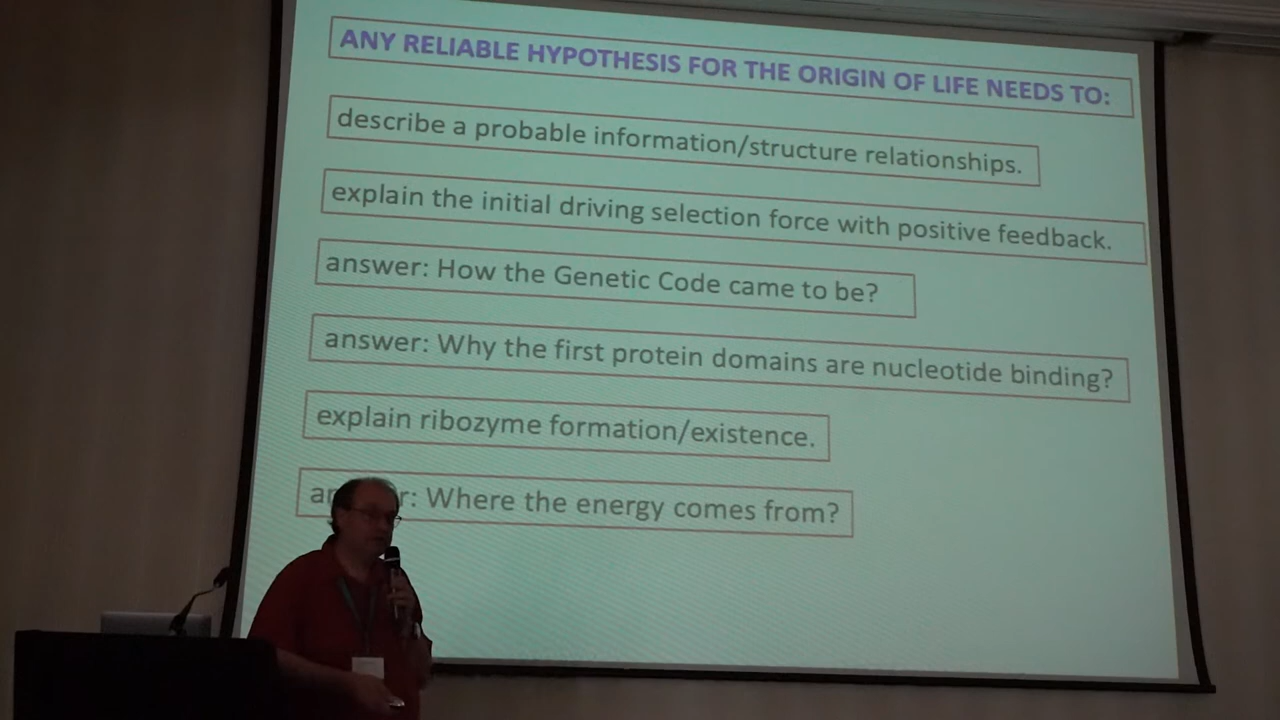 ANY RELIABLE HYPOTHESIS FOR THE ORIGIN OF LIFE NEEDS TO:
describe a probable information/structure relationships.
explain the initial driving selection force with positive feedback.
answer: How the Genetic Code came to be?
answer: Why the first protein domains are nucleotide binding?
explain ribozyme formation/existence.
Where the energy comes from?